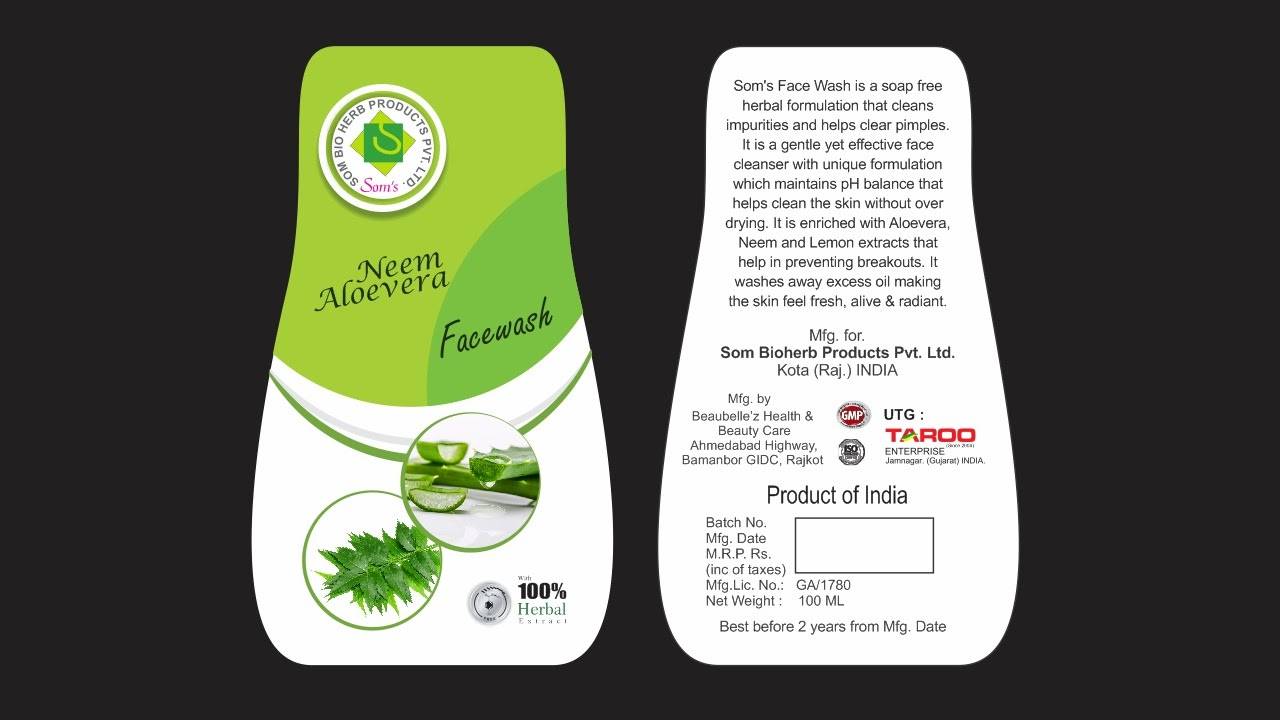 SOM BIO HERB PRODUCTS PVT. LTD.
Som's
Neem
Aloevera
Facewash
With
100%
Herbal
Extract
Som's Face Wash is a soap free
herbal formulation that cleans
impurities and helps clear pimples.
It is a gentle yet effective face
cleanser with unique formulation
which maintains pH balance that
helps clean the skin without over
drying. It is enriched with Aloevera,
Neem and Lemon extracts that
help in preventing breakouts. It
washes away excess oil making
the skin feel fresh, alive & radiant.
Mfg. for.
Som Bioherb Products Pvt. Ltd.
Kota (Raj.) INDIA
Mfg. by
Beaubelle'z Health &
Beauty Care
Ahmedabad Highway,
Bamanbor GIDC, Rajkot
GMP
ISO
UTG :
TAROO
(Since 2004)
ENTERPRISE
Jamnagar. (Gujarat) INDIA.
Product of India
Batch No.
Mfg. Date
M.R.P. Rs.
(inc of taxes)
Mfg.Lic. No.: GA/1780
Net Weight : 100 ML
Best before 2 years from Mfg. Date